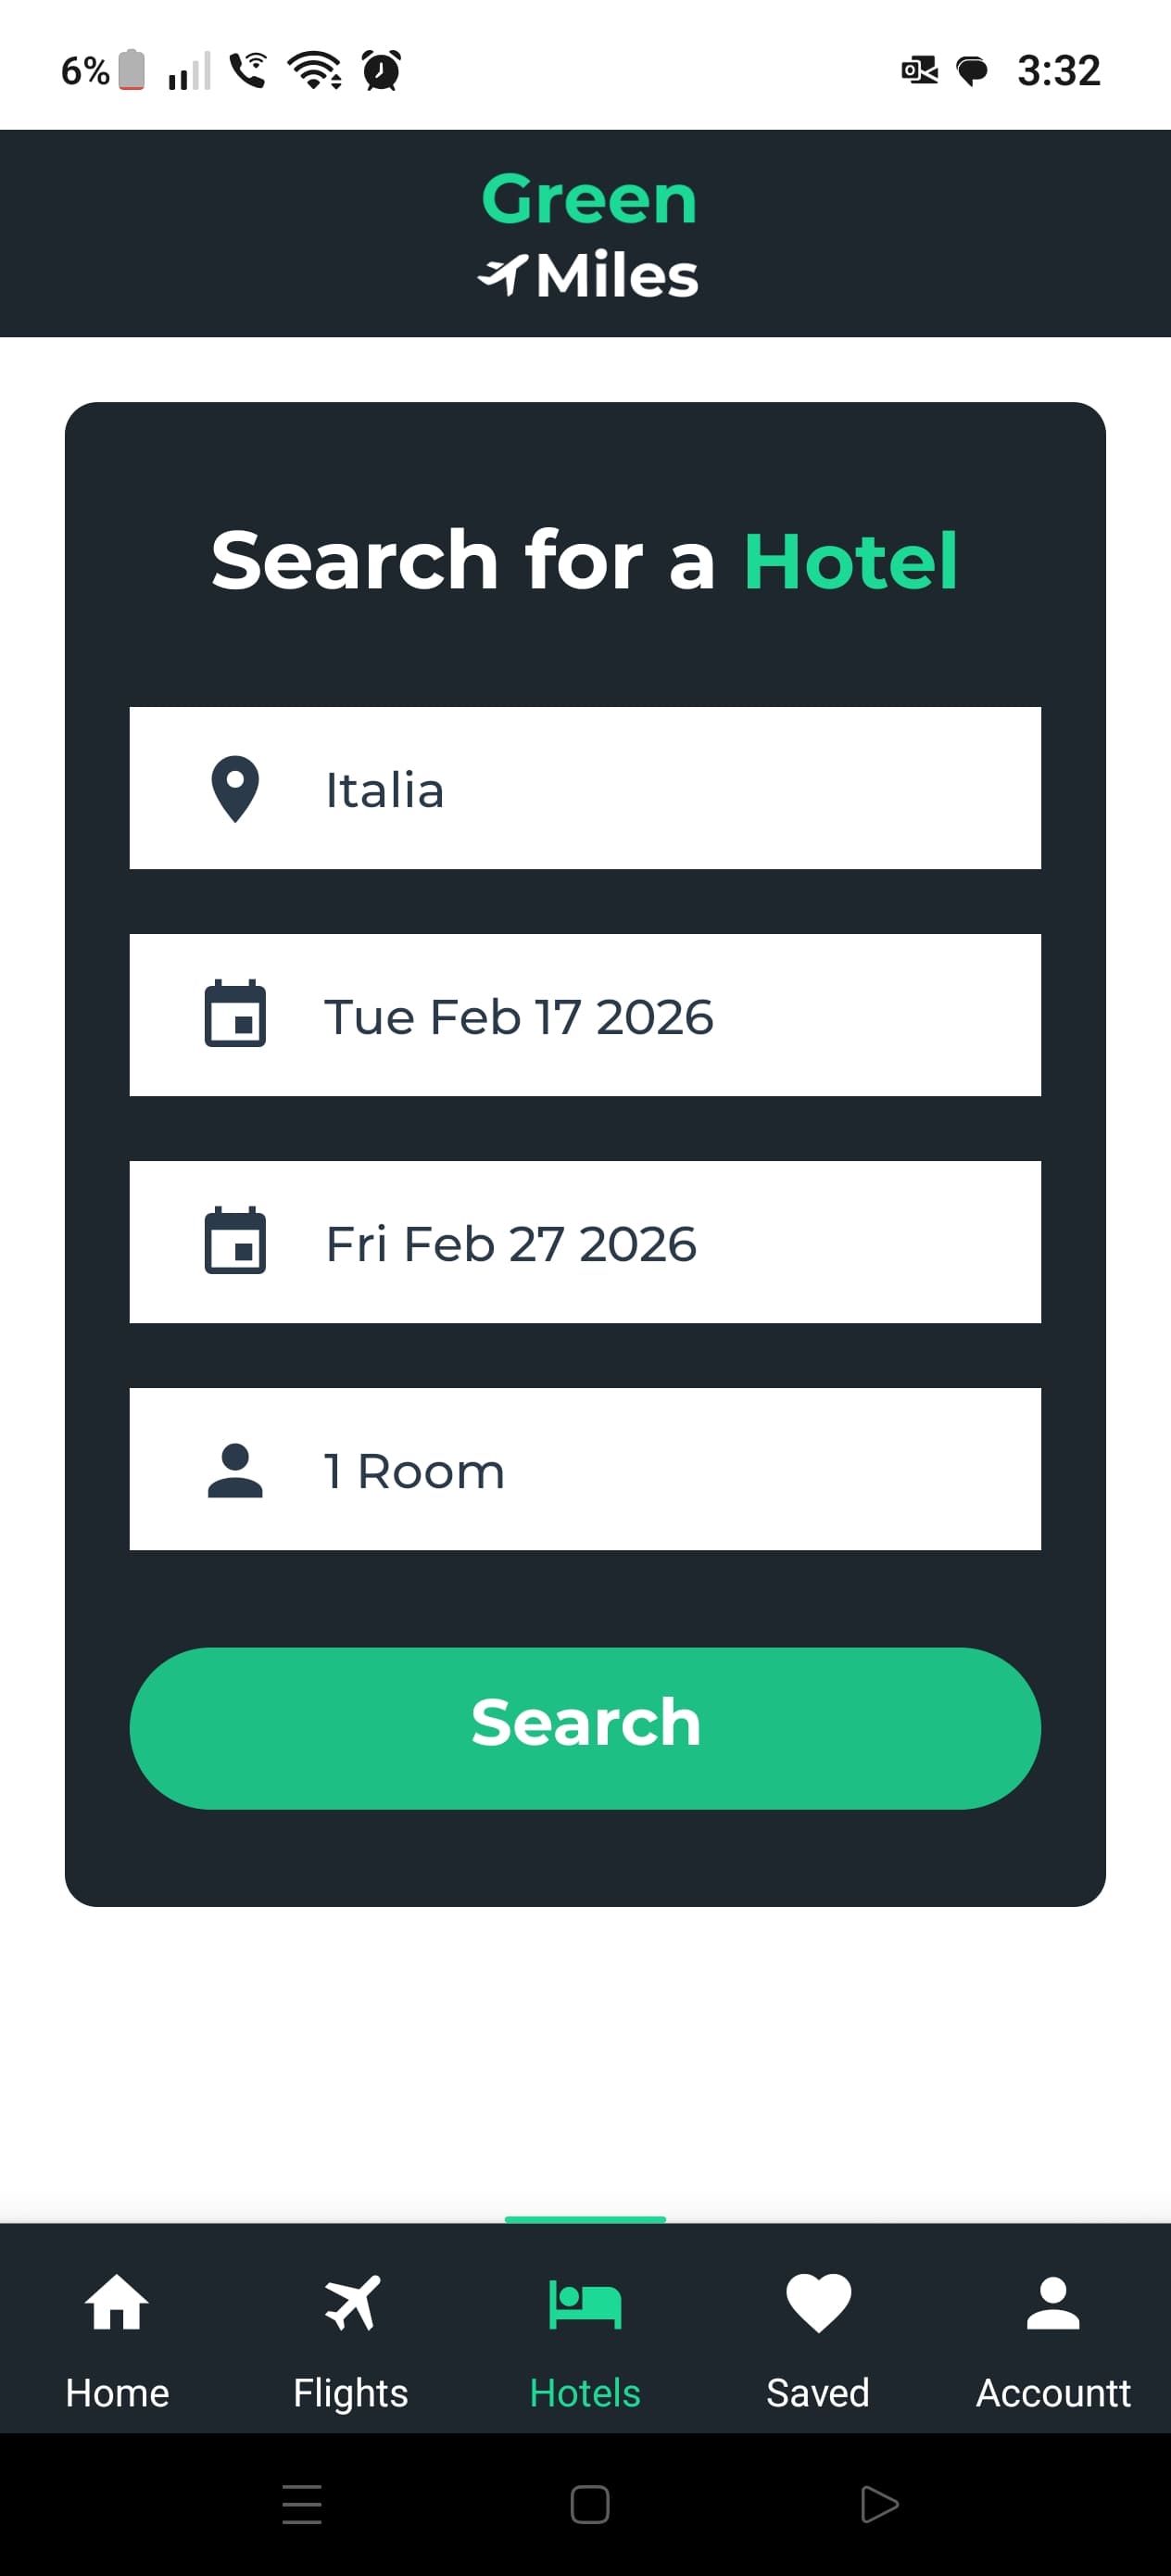 6%
3:32
Green
Miles
Search for a Hotel
Italia
Tue Feb 17 2026
Fri Feb 27 2026
1 Room
Search
Home
Flights
Hotels
Saved
Accountt